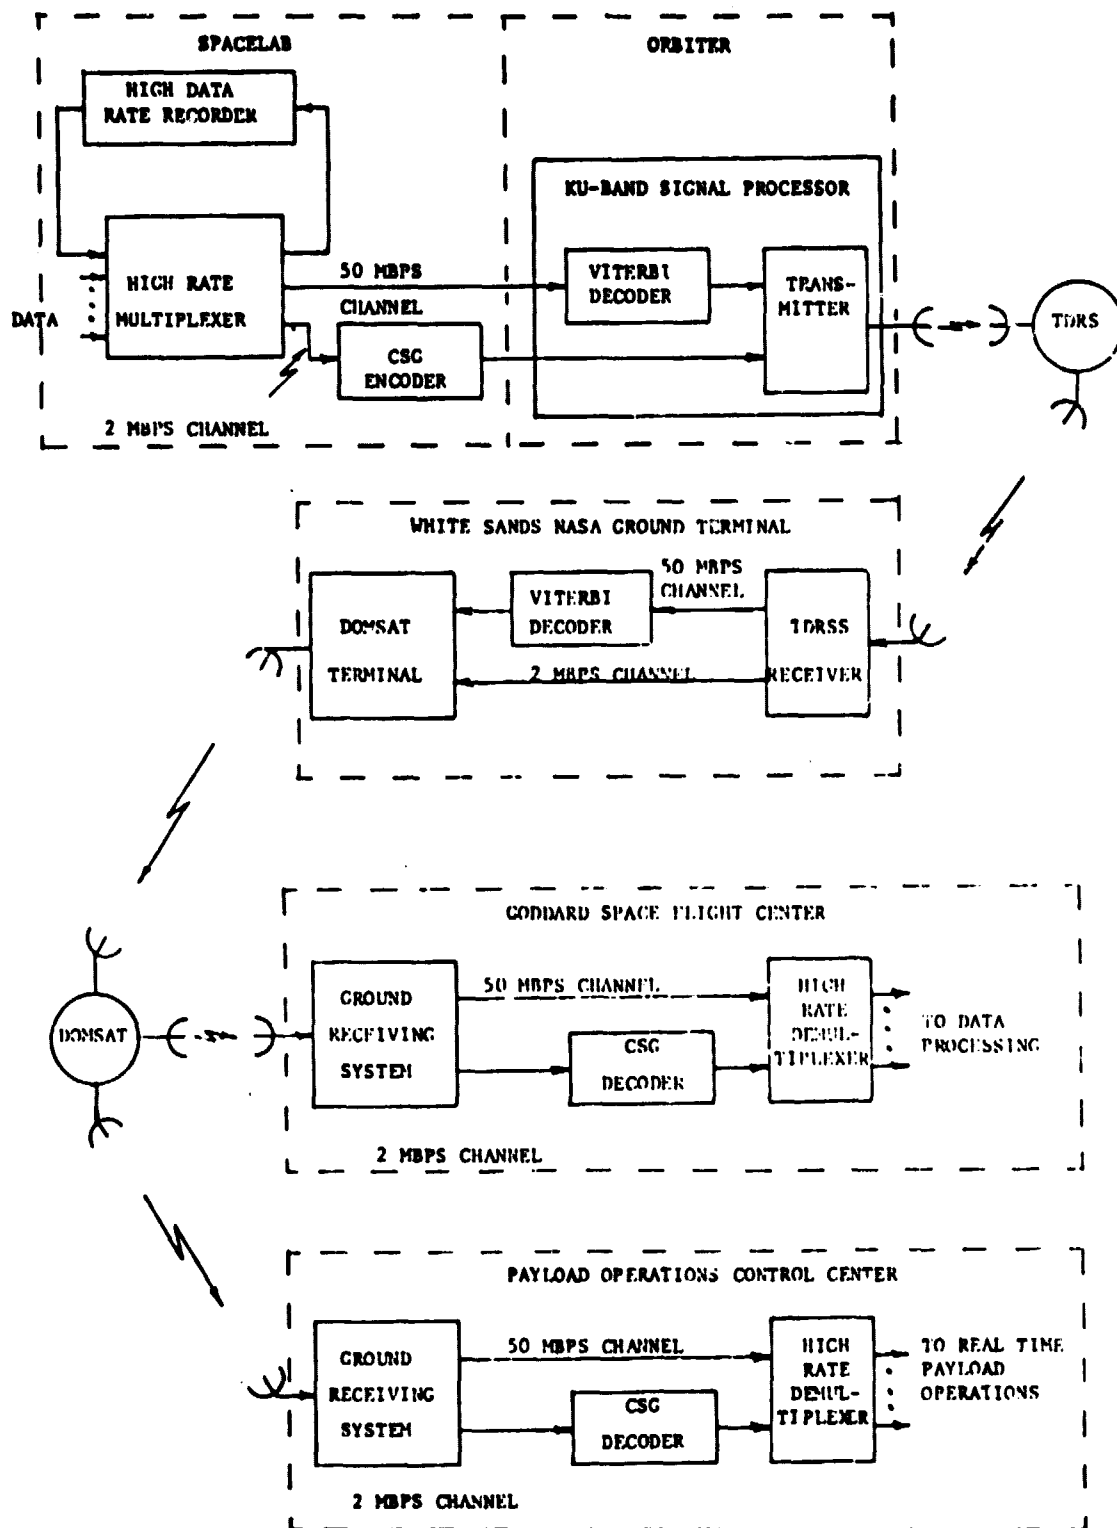 SPACELAB
ORBITER
HIGH DATA
RATE RECORDER
KU-BAND SIGNAL PROCESSOR
HIGH RATE
MULTIPLEXER
DATA
50 MBPS
CHANNEL
VITERBI
DECODER
TRANS-
MITTER
TDRS
CSG
ENCODER
2 MBPS CHANNEL
WHITE SANDS NASA GROUND TERMINAL
DOMSAT
TERMINAL
VITERBI
DECODER
50 MBPS
CHANNEL
TDRSS
RECEIVER
2 MBPS CHANNEL
GODDARD SPACE FLIGHT CENTER
DOMSAT
GROUND
RECEIVING
SYSTEM
50 MBPS CHANNEL
CSG
DECODER
HIGH
RATE
DEMUL-
TIPLEXER
TO DATA
PROCESSING
2 MBPS CHANNEL
PAYLOAD OPERATIONS CONTROL CENTER
GROUND
RECEIVING
SYSTEM
50 MBPS CHANNEL
CSG
DECODER
HIGH
RATE
DEMUL-
TIPLEXER
TO REAL TIME
PAYLOAD
OPERATIONS
2 MBPS CHANNEL